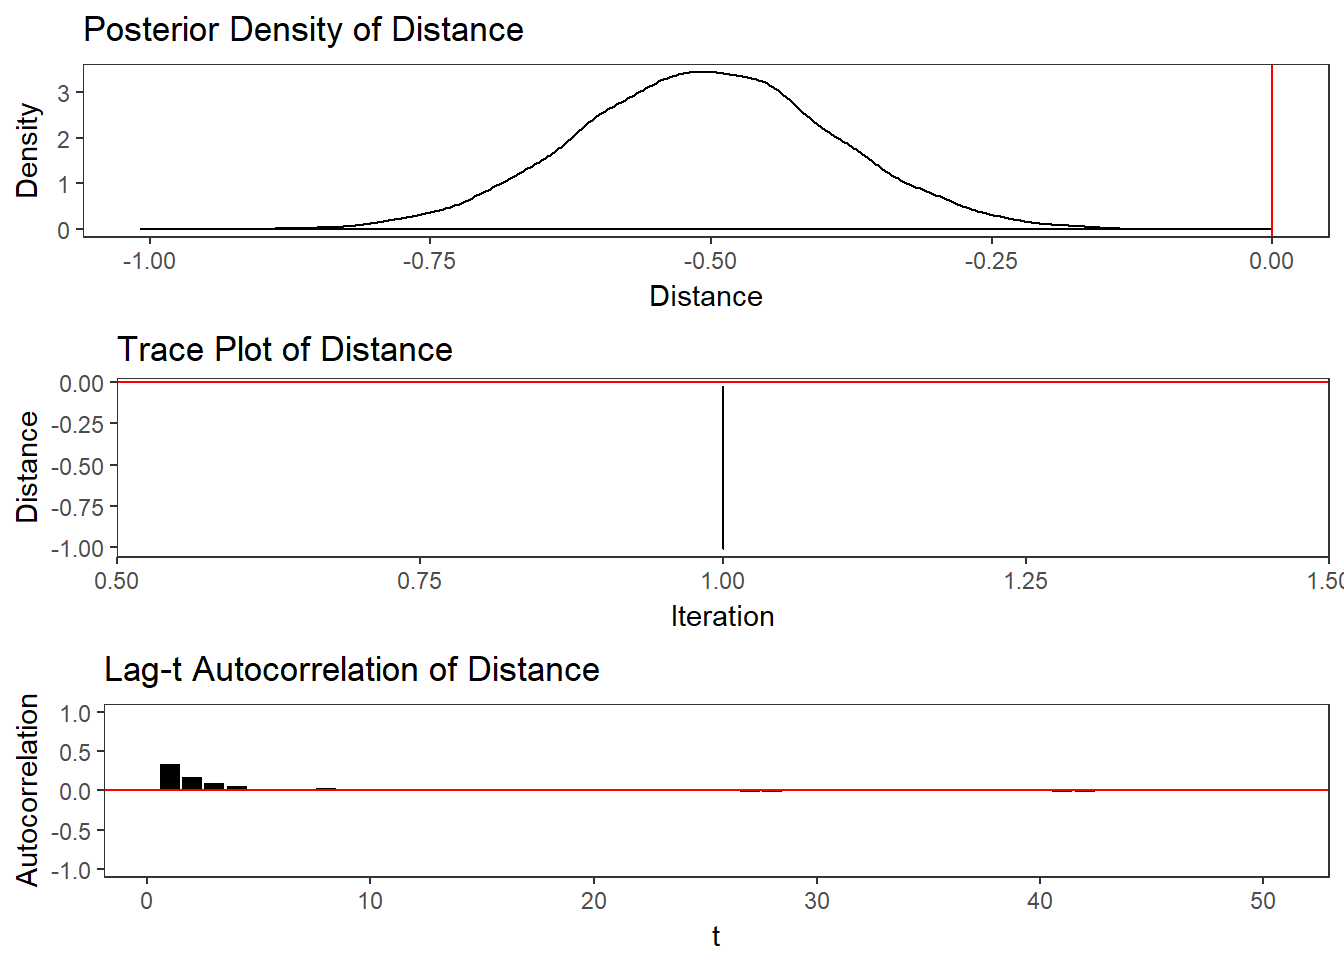 Posterior Density of Distance
Density
3
2
1
0
-1.00 -0.75 -0.50 -0.25 0.00
Distance
Trace Plot of Distance
Distance
0.00
-0.25
-0.50
-0.75
-1.00
0.50 0.75 1.00 1.25 1.50
Iteration
Lag-t Autocorrelation of Distance
Autocorrelation
1.0
0.5
0.0
-0.5
-1.0
0 10 20 30 40 50
t